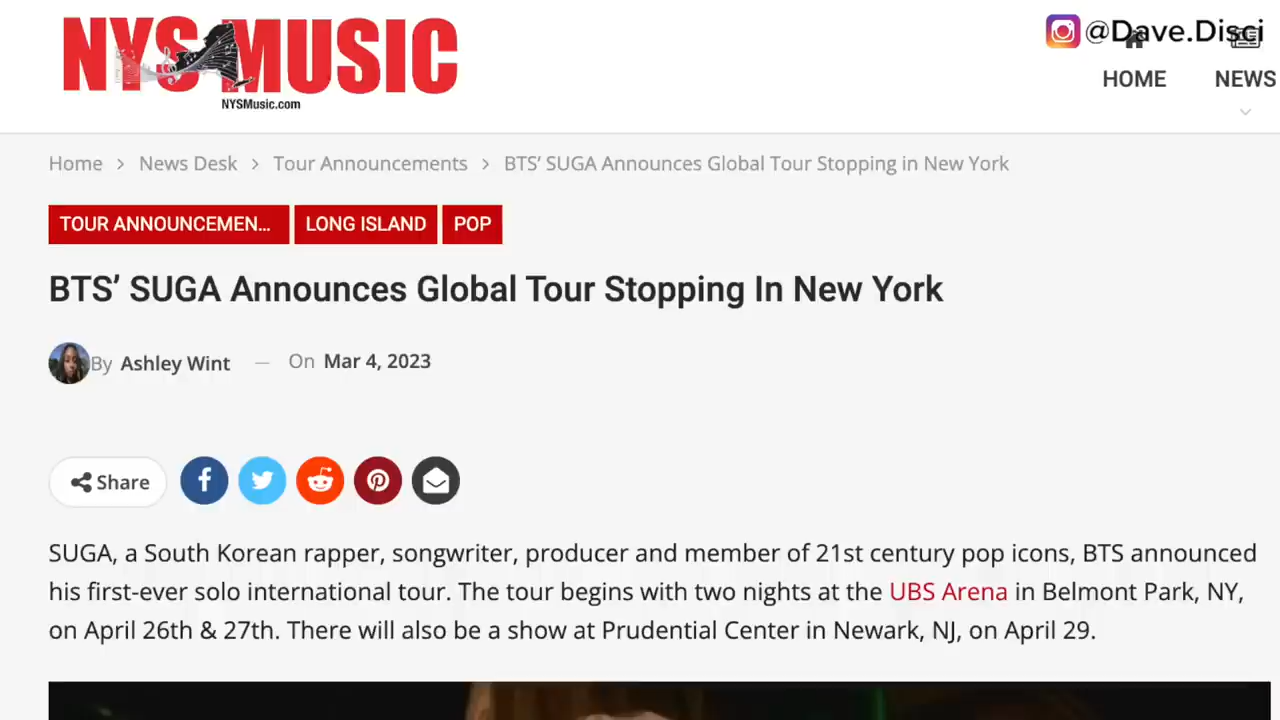 NYS MUSIC
NYSMusic.com
@Dave.Disci
HOME
NEWS
Home > News Desk > Tour Announcements > BTS’ SUGA Announces Global Tour Stopping in New York
TOUR ANNOUNCEMEN... LONG ISLAND POP
BTS’ SUGA Announces Global Tour Stopping In New York
By Ashley Wint — On Mar 4, 2023
Share
SUGA, a South Korean rapper, songwriter, producer and member of 21st century pop icons, BTS announced
his first-ever solo international tour. The tour begins with two nights at the UBS Arena in Belmont Park, NY,
on April 26th & 27th. There will also be a show at Prudential Center in Newark, NJ, on April 29.